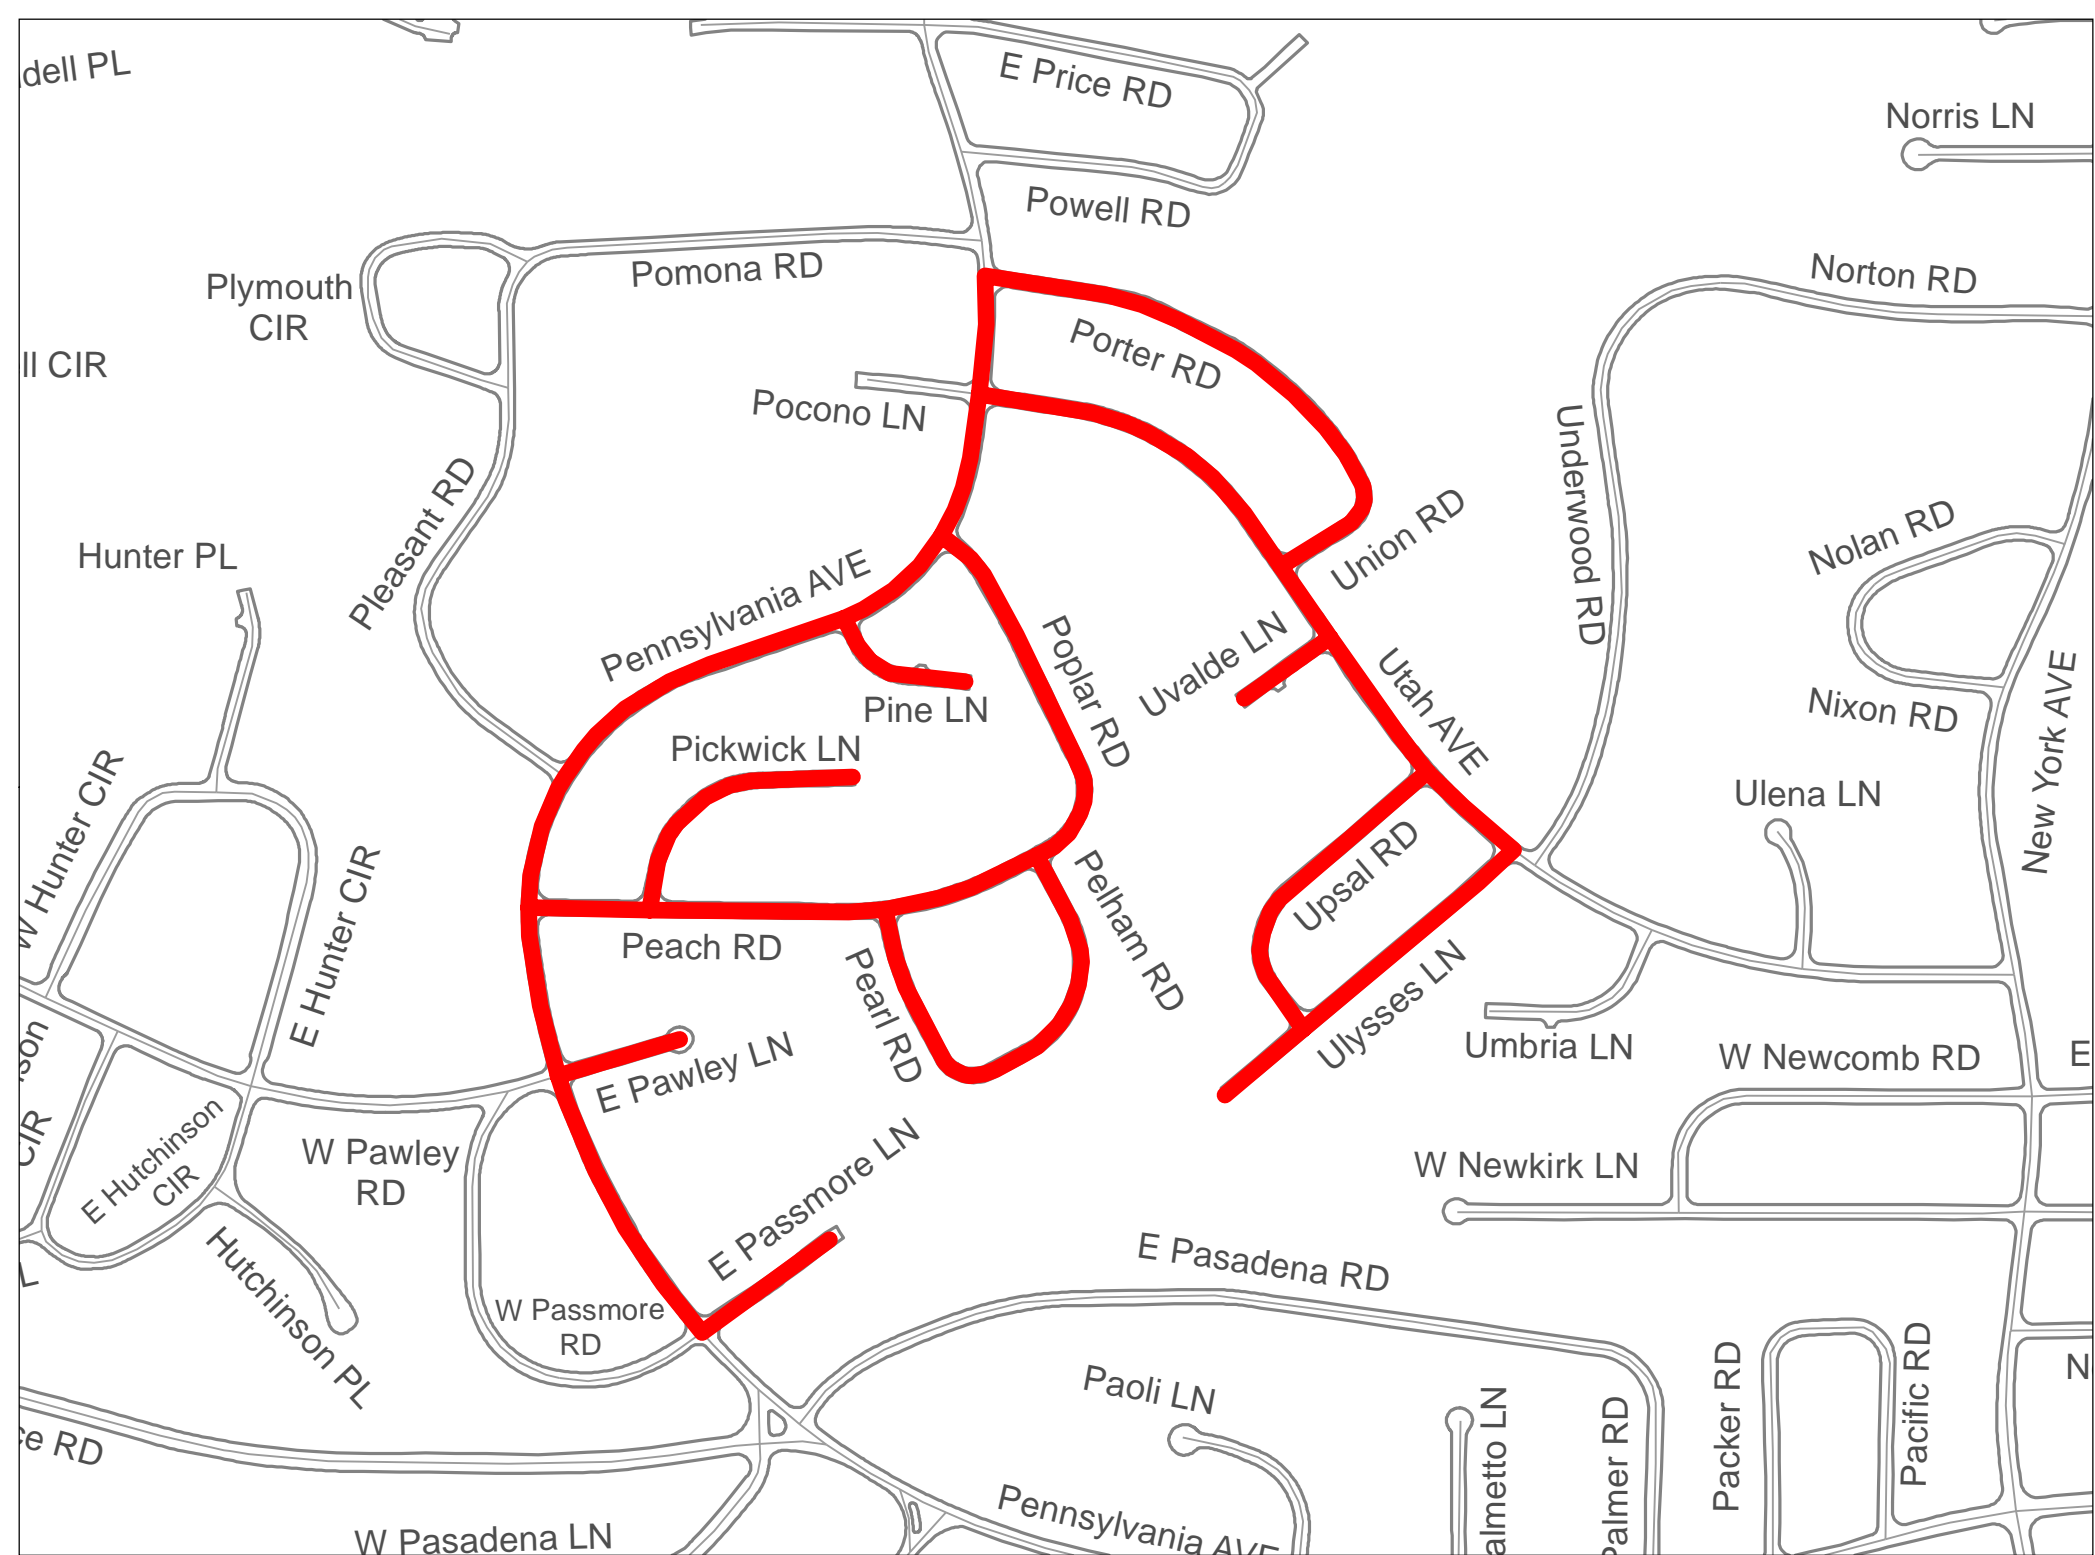 dell PL
E Price RD
Norris LN
Powell RD
Pomona RD
Plymouth
CIR
Norton RD
Porter RD
ll CIR
Pocono LN
Underwood RD
Pleasant RD
Union RD
Nolan RD
Hunter PL
Pennsylvania AVE
Uvalde LN
Poplar RD
Utah AVE
Pine LN
Nixon RD
New York AVE
Pickwick LN
W Hunter CIR
Ulena LN
E Hunter CIR
Upsal RD
Pelham RD
Peach RD
Pearl RD
Ulysses LN
Umbria LN
W Newcomb RD
E
son
E Pawley LN
CIR
E Hutchinson
CIR
W Pawley
RD
E Passmore LN
W Newkirk LN
L
Hutchinson PL
E Pasadena RD
W Passmore
RD
Paoli LN
almetto LN
Palmer RD
Packer RD
Pacific RD
N
ce RD
Pennsylvania AVE
W Pasadena LN